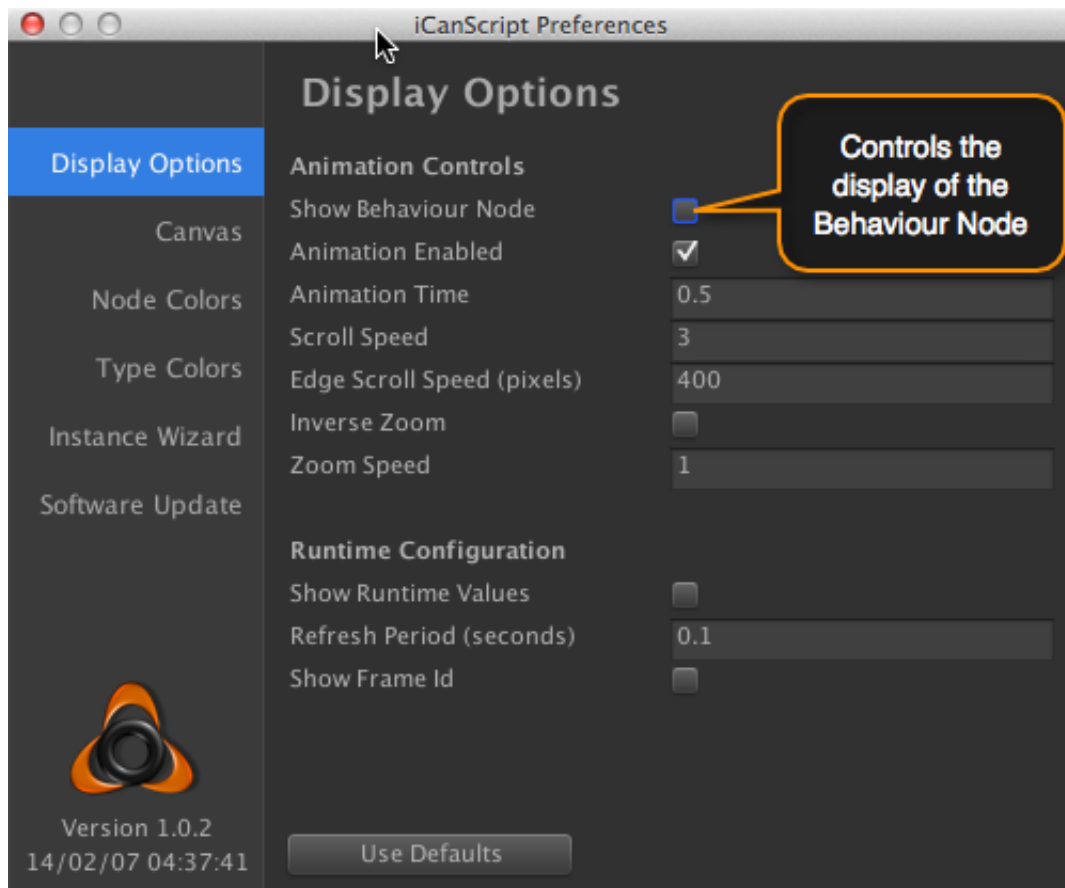 iCanScript Preferences
Display Options
Canvas
Node Colors
Type Colors
Instance Wizard
Software Update
Version 1.0.2
14/02/07 04:37:41
Display Options
Animation Controls
Show Behaviour Node
Controls the
display of the
Behaviour Node
Animation Enabled
Animation Time 0.5
Scroll Speed 3
Edge Scroll Speed (pixels) 400
Inverse Zoom
Zoom Speed 1
Runtime Configuration
Show Runtime Values
Refresh Period (seconds) 0.1
Show Frame Id
Use Defaults